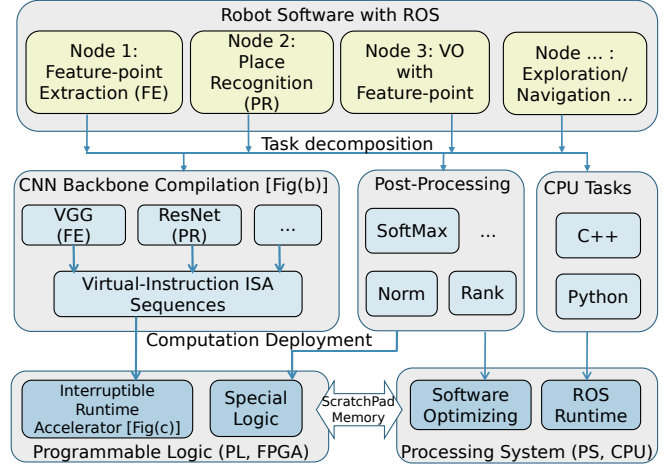 Robot Software with ROS
Node 1:
Feature-point
Extraction (FE)
Node 2:
Place
Recognition
(PR)
Node 3: VO
with
Feature-point
Node ... :
Exploration/
Navigation ...
Task decomposition
CNN Backbone Compilation [Fig(b)]
VGG
(FE)
ResNet
(PR)
...
Virtual-Instruction ISA
Sequences
Post-Processing
SoftMax
...
Norm
Rank
CPU Tasks
C++
Python
Computation Deployment
Interruptible
Runtime
Accelerator [Fig(c)]
Special
Logic
Programmable Logic (PL, FPGA)
ScratchPad
Memory
Software
Optimizing
ROS
Runtime
Processing System (PS, CPU)